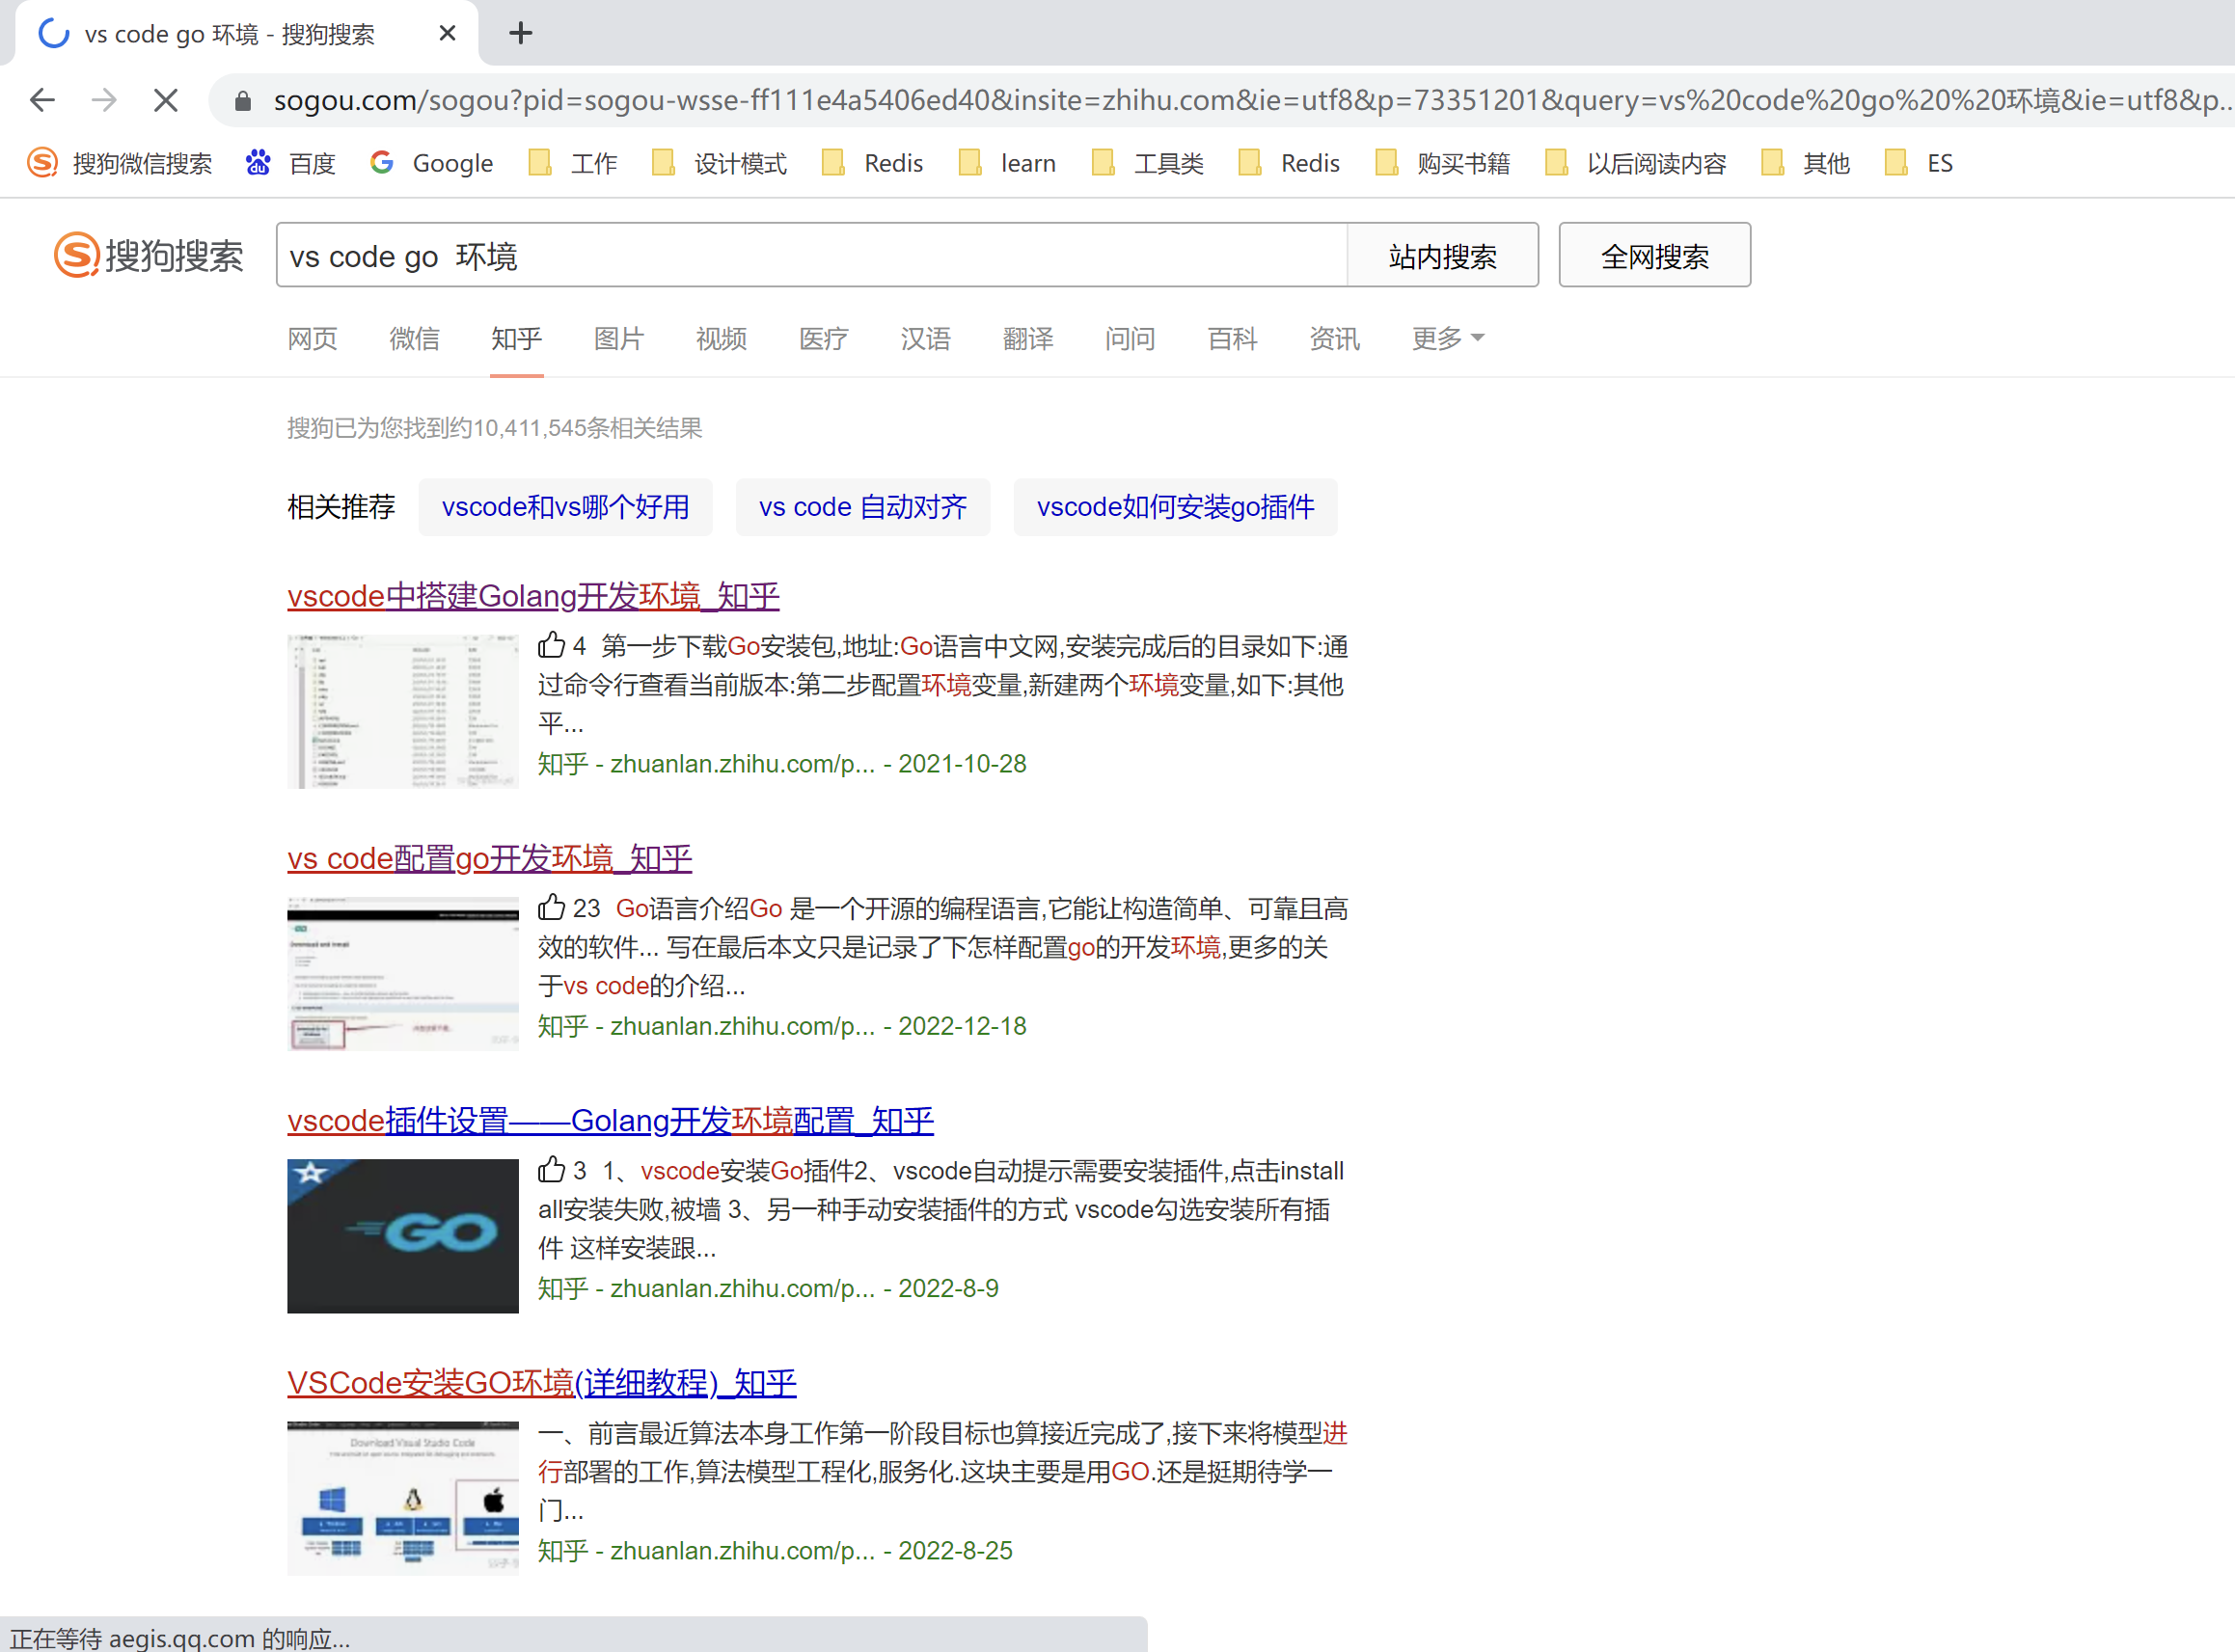 vs code go 环境 - 搜狗搜索
sogou.com/sogou?pid=sogou-wsse-ff111e4a5406ed40&insite=zhihu.com&ie=utf8&p=73351201&query=vs%20code%20go%20%20环境&ie=utf8&p...
搜狗微信搜索 百度 Google 工作 设计模式 Redis learn 工具类 Redis 购买书籍 以后阅读内容 其他 ES
搜狗搜索 vs code go 环境 站内搜索 全网搜索
网页 微信 知乎 图片 视频 医疗 汉语 翻译 问问 百科 资讯 更多
搜狗已为您找到约10,411,545条相关结果
相关推荐 vscode和vs哪个好用 vs code 自动对齐 vscode如何安装go插件
vscode中搭建Golang开发环境_知乎
4 第一步下载Go安装包,地址:Go语言中文网,安装完成后的目录如下:通
过命令行查看当前版本:第二步配置环境变量,新建两个环境变量,如下:其他
平...
知乎 - zhuanlan.zhihu.com/p... - 2021-10-28
vs code配置go开发环境_知乎
23 Go语言介绍Go 是一个开源的编程语言,它能让构造简单、可靠且高
效的软件... 写在最后本文只是记录了下怎样配置go的开发环境,更多的关
于vs code的介绍...
知乎 - zhuanlan.zhihu.com/p... - 2022-12-18
vscode插件设置——Golang开发环境配置_知乎
GO
3 1、vscode安装Go插件2、vscode自动提示需要安装插件,点击install
all安装失败,被墙 3、另一种手动安装插件的方式 vscode勾选安装所有插
件 这样安装跟...
知乎 - zhuanlan.zhihu.com/p... - 2022-8-9
VSCode安装GO环境(详细教程)_知乎
Download Visual Studio Code
一、前言最近算法本身工作第一阶段目标也算接近完成了,接下来将模型进
行部署的工作,算法模型工程化,服务化.这块主要是用GO.还是挺期待学一
门...
知乎 - zhuanlan.zhihu.com/p... - 2022-8-25
正在等待 aegis.qq.com 的响应...